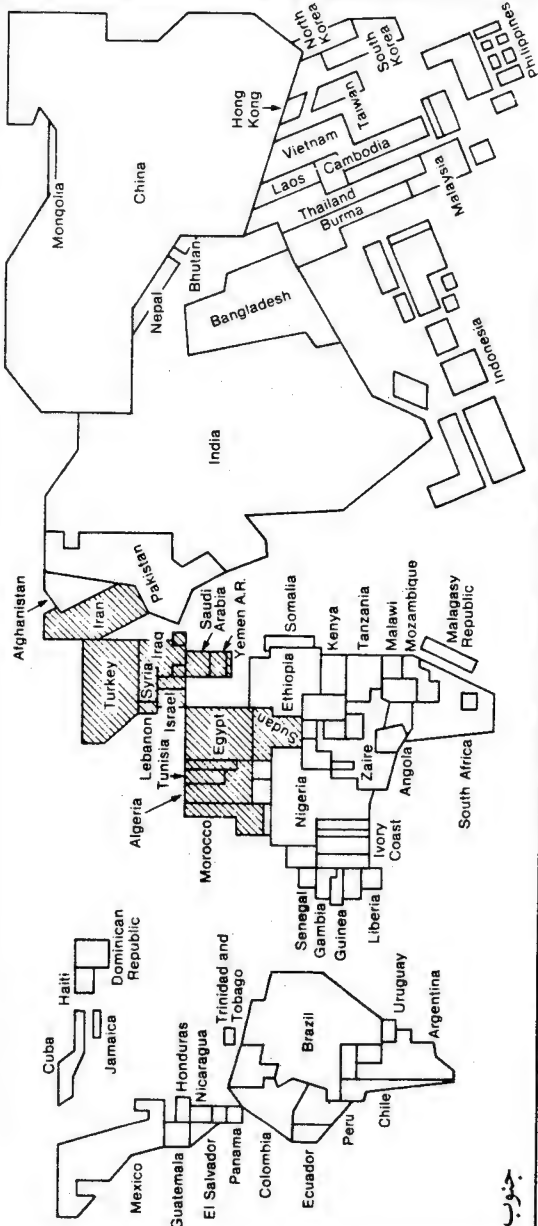 Mongolia
China
North
Korea
South
Korea
Hong
Kong
Taiwan
Vietnam
Laos
Cambodia
Thailand
Burma
Malaysia
Philippines
Nepal
Bhutan
Bangladesh
India
Indonesia
Afghanistan
Iran
Pakistan
Turkey
Syria
Iraq
Saudi
Arabia
Yemen A.R.
Lebanon
Israel
Tunisia
Egypt
Algeria
Morocco
Sudan
Somalia
Ethiopia
Kenya
Tanzania
Malawi
Mozambique
Malagasy
Republic
Nigeria
Zaire
Angola
South Africa
Ivory
Coast
Senegal
Gambia
Guinea
Liberia
Cuba
Haiti
Jamaica
Dominican
Republic
Trinidad and
Tobago
Mexico
Guatemala
Honduras
El Salvador
Nicaragua
Panama
Colombia
Ecuador
Brazil
Peru
Chile
Uruguay
Argentina
جنوب